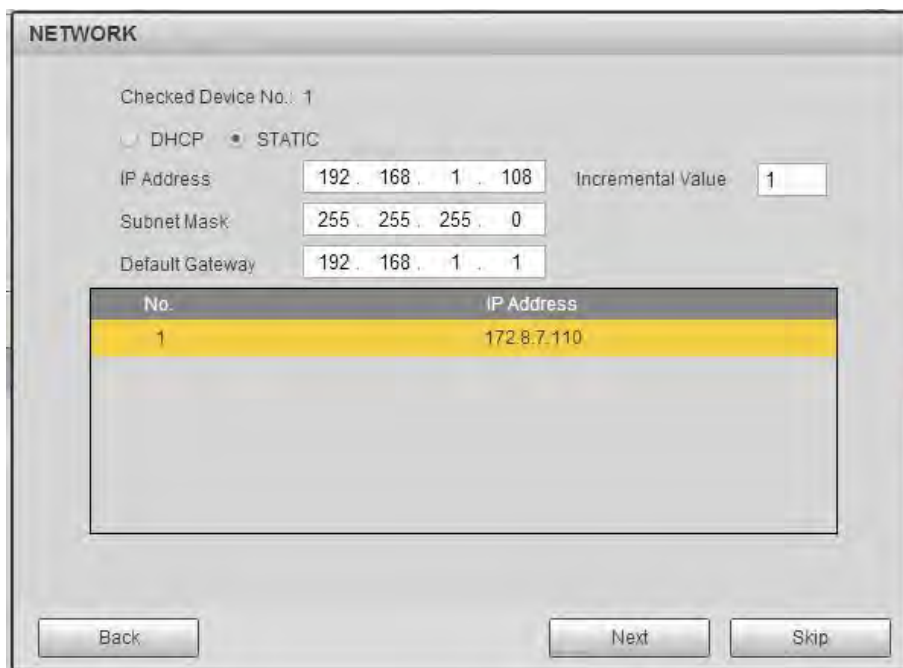 NETWORK
Checked Device No.: 1
DHCP STATIC
IP Address 192 . 168 . 1 . 108 Incremental Value 1
Subnet Mask 255 . 255 . 255 . 0
Default Gateway 192 . 168 . 1 . 1
No. IP Address
1 172.8.7.110
Back Next Skip